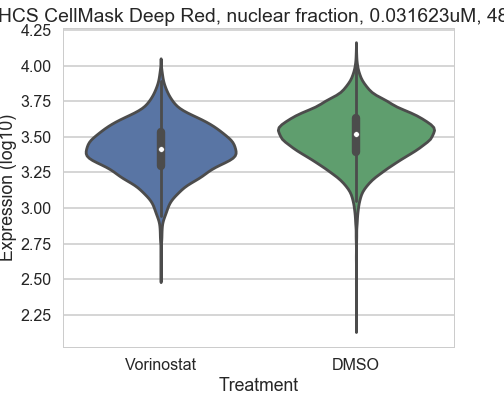 HCS CellMask Deep Red, nuclear fraction, 0.031623uM, 48
4.25
4.00
3.75
3.50
3.25
3.00
2.75
2.50
2.25
Expression (log10)
Vorinostat DMSO
Treatment